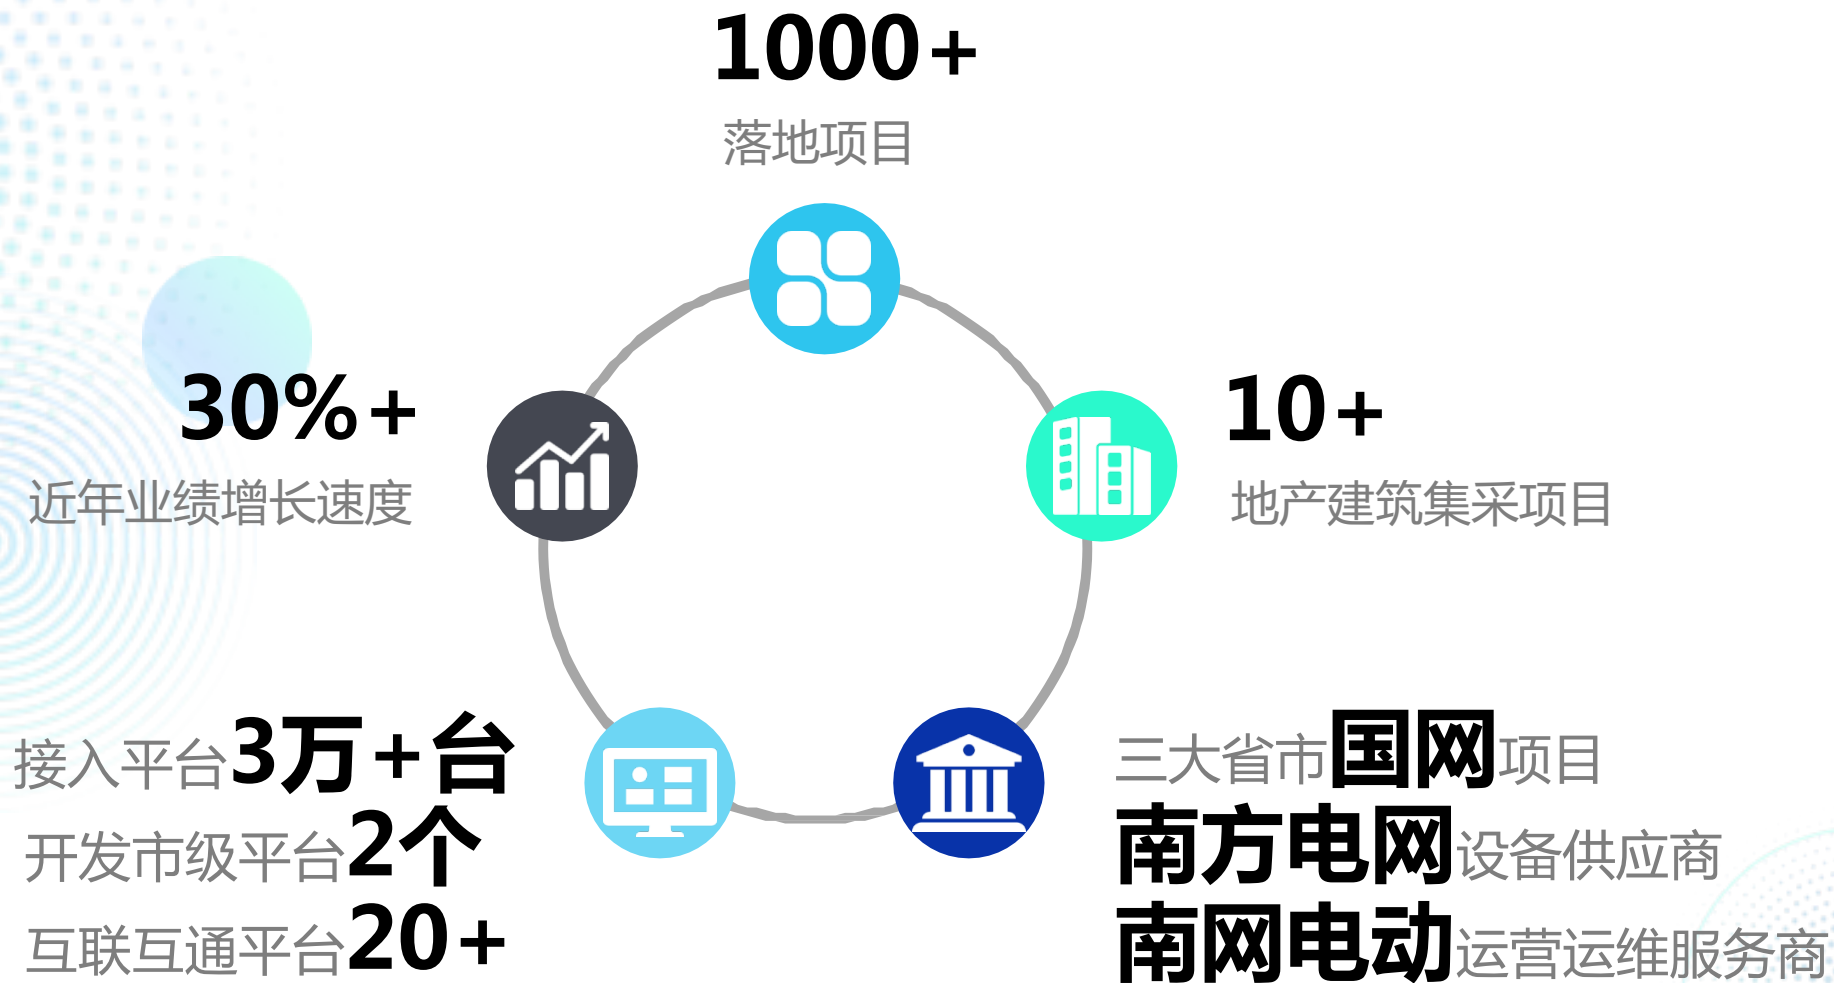 1000+
落地项目
30%+
近年业绩增长速度
10+
地产建筑集采项目
接入平台3万+台
开发市级平台2个
互联互通平台20+
三大省市国网项目
南方电网设备供应商
南网电动运营运维服务商